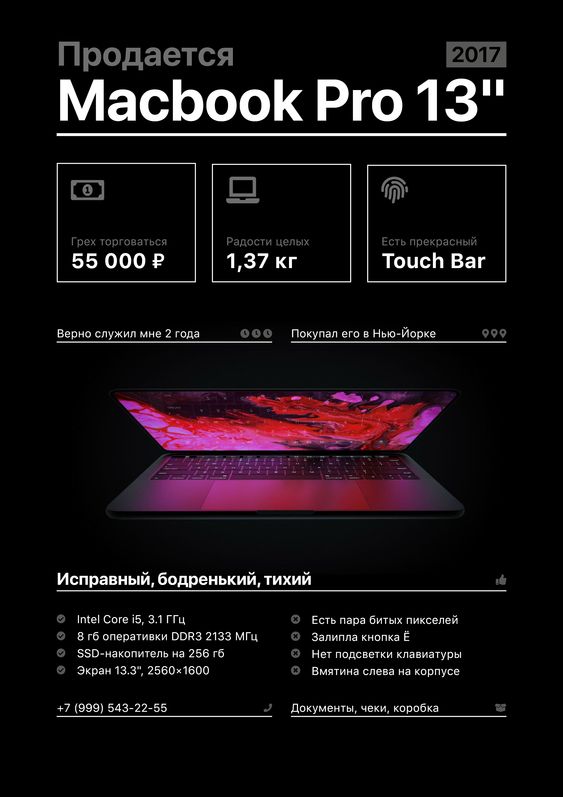 Продается
2017
Macbook Pro 13"
Грех торговаться
55 000 ₽
Радости целых
1,37 кг
Есть прекрасный
Touch Bar
Верно служил мне 2 года
Покупал его в Нью-Йорке
Исправный, бодренький, тихий
Intel Core i5, 3.1 ГГц
8 гб оперативки DDR3 2133 МГц
SSD-накопитель на 256 гб
Экран 13.3", 2560×1600
Есть пара битых пикселей
Залипла кнопка Ё
Нет подсветки клавиатуры
Вмятина слева на корпусе
+7 (999) 543-22-55
Документы, чеки, коробка